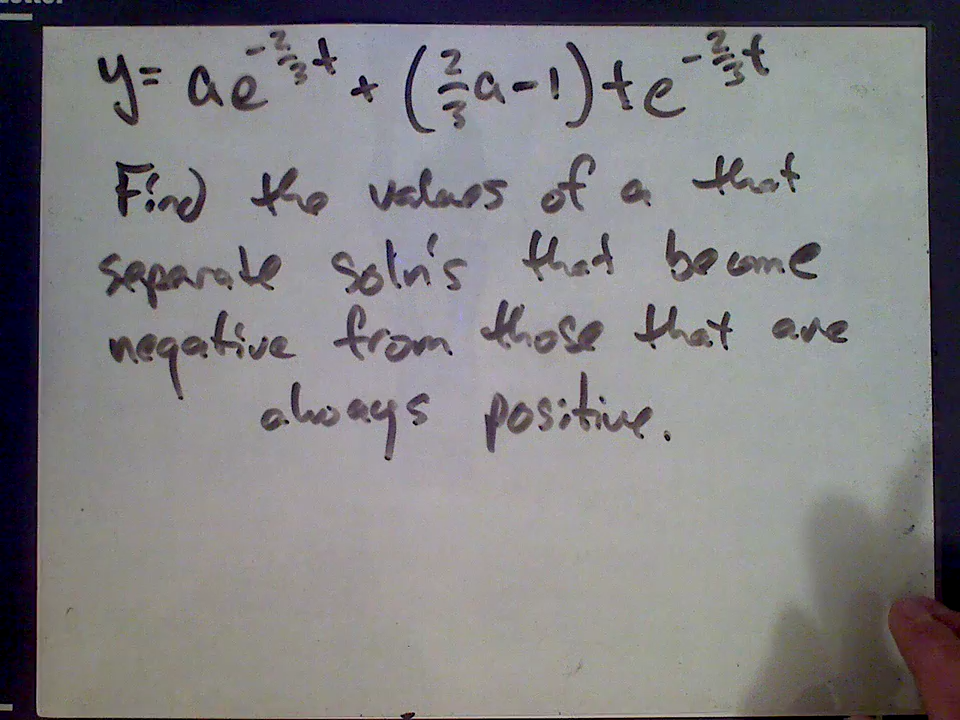 y = ae^{-2/3 t} + (2/3 a - 1) te^{-2/3 t}
Find the values of a that
separate soln's that become
negative from those that are
always positive.